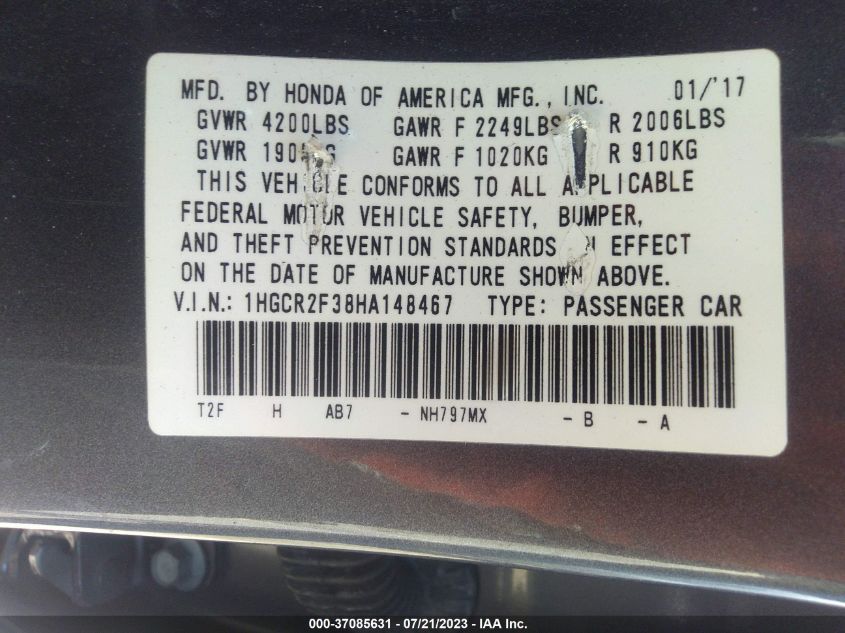 MFD. BY HONDA OF AMERICA MFG., INC. 01/'17
GVWR 4200LBS GAWR F 2249LBS R 2006LBS
GVWR GAWR F 1020KG R 910KG
THIS VEHICLE CONFORMS TO ALL APPLICABLE
FEDERAL MOTOR VEHICLE SAFETY, BUMPER,
AND THEFT PREVENTION STANDARDS IN EFFECT
ON THE DATE OF MANUFACTURE SHOWN ABOVE.
V.I.N.: 1HGCR2F38HA148467 TYPE: PASSENGER CAR
T2F H AB7 - NH797MX - B - A
000-37085631 - 07/21/2023 - IAA Inc.